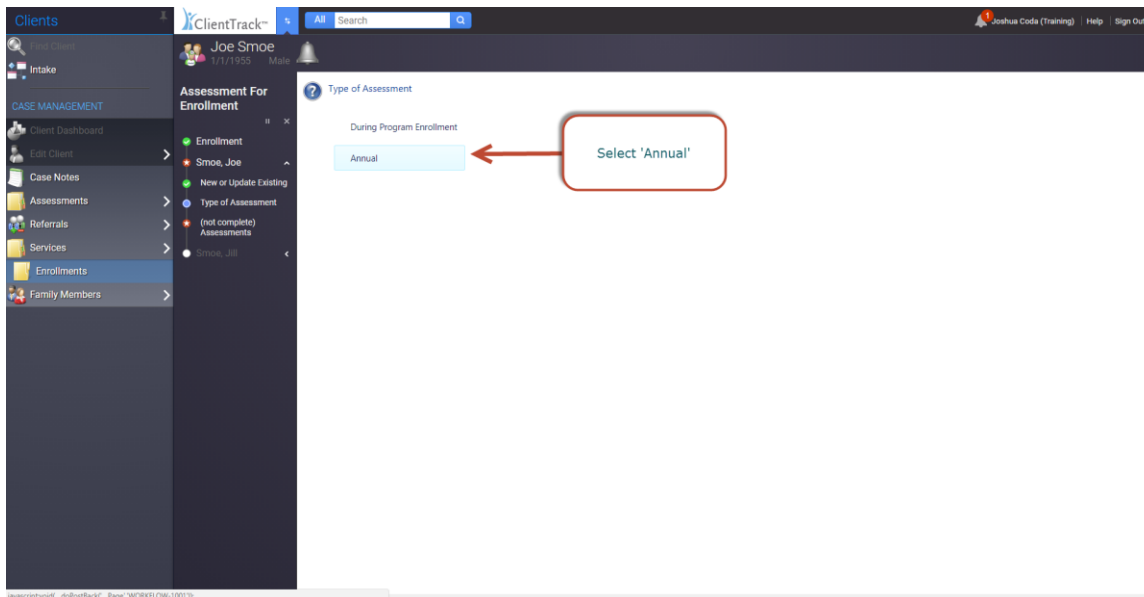 Clients
ClientTrack™
All
Search
1
Joshua Coda (Training)
Help
Sign Out
Find Client
Intake
CASE MANAGEMENT
Client Dashboard
Edit Client
Case Notes
Assessments
Referrals
Services
Enrollments
Family Members
Joe Smoe
1/1/1955 Male
Assessment For
Enrollment
Enrollment
Smoe, Joe
New or Update Existing
Type of Assessment
(not complete)
Assessments
Smoe, Jill
? Type of Assessment
During Program Enrollment
Annual
Select 'Annual'